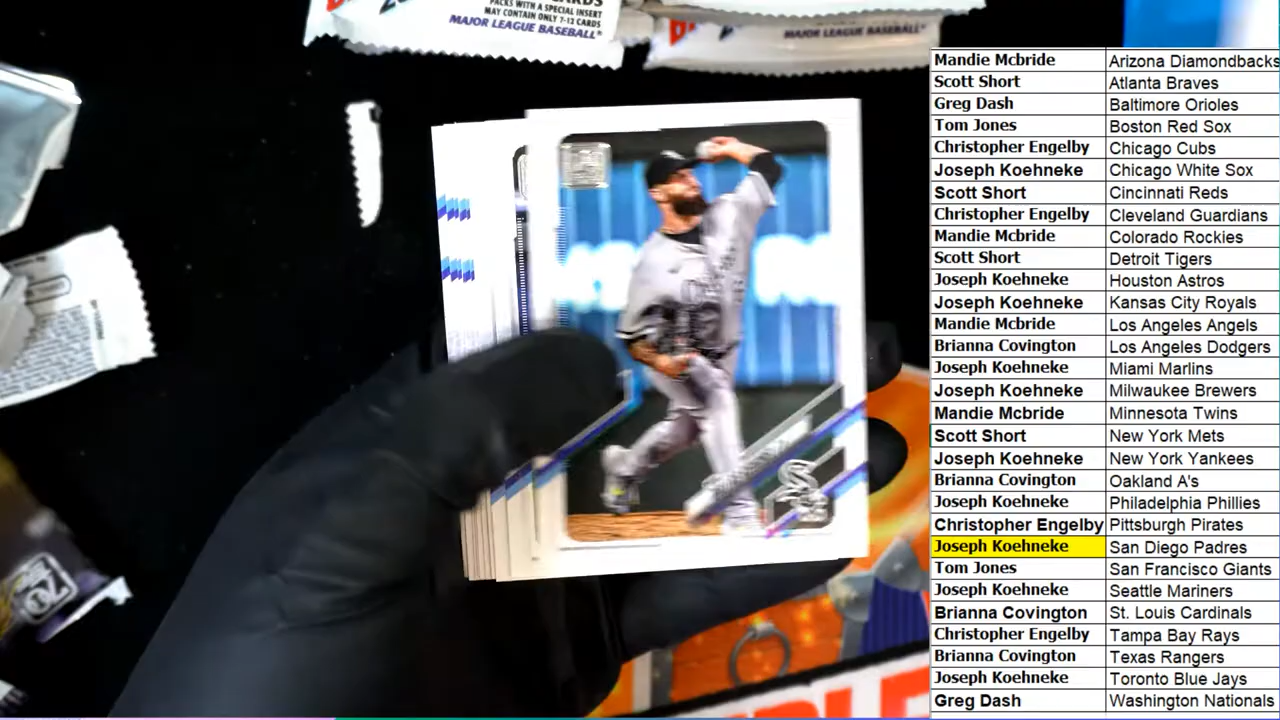 PACKS WITH A SPECIAL INSERT
MAY CONTAIN ONLY 7-13 CARDS
MAJOR LEAGUE BASEBALL
MAJOR LEAGUE BASEBALL
Mandie Mcbride Arizona Diamondbacks
Scott Short Atlanta Braves
Greg Dash Baltimore Orioles
Tom Jones Boston Red Sox
Christopher Engelby Chicago Cubs
Joseph Koehneke Chicago White Sox
Scott Short Cincinnati Reds
Christopher Engelby Cleveland Guardians
Mandie Mcbride Colorado Rockies
Scott Short Detroit Tigers
Joseph Koehneke Houston Astros
Joseph Koehneke Kansas City Royals
Mandie Mcbride Los Angeles Angels
Brianna Covington Los Angeles Dodgers
Joseph Koehneke Miami Marlins
Joseph Koehneke Milwaukee Brewers
Mandie Mcbride Minnesota Twins
Scott Short New York Mets
Joseph Koehneke New York Yankees
Brianna Covington Oakland A's
Joseph Koehneke Philadelphia Phillies
Christopher Engelby Pittsburgh Pirates
Joseph Koehneke San Diego Padres
Tom Jones San Francisco Giants
Joseph Koehneke Seattle Mariners
Brianna Covington St. Louis Cardinals
Christopher Engelby Tampa Bay Rays
Brianna Covington Texas Rangers
Joseph Koehneke Toronto Blue Jays
Greg Dash Washington Nationals